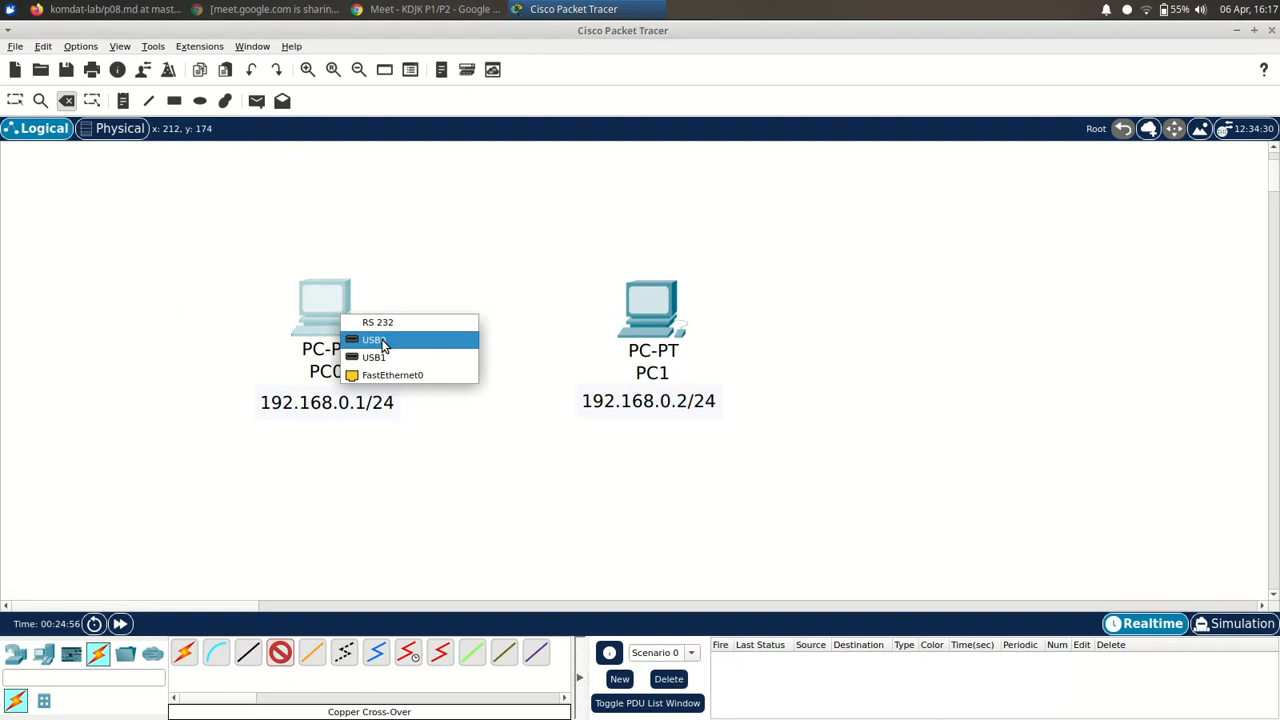 komdat-lab/p08.md at mast...
[meet.google.com is sharin...
Meet - KDJK P1/P2 - Google ...
Cisco Packet Tracer
55%
06 Apr, 16:17
Cisco Packet Tracer
File Edit Options View Tools Extensions Window Help
Logical
Physical
x: 212, y: 174
Root
12:34:30
RS 232
USB0
USB1
FastEthernet0
PC-P
PC0
192.168.0.1/24
PC-PT
PC1
192.168.0.2/24
Time: 00:24:56
Realtime
Simulation
Scenario 0
New
Delete
Toggle PDU List Window
Fire Last Status Source Destination Type Color Time(sec) Periodic Num Edit Delete
Copper Cross-Over